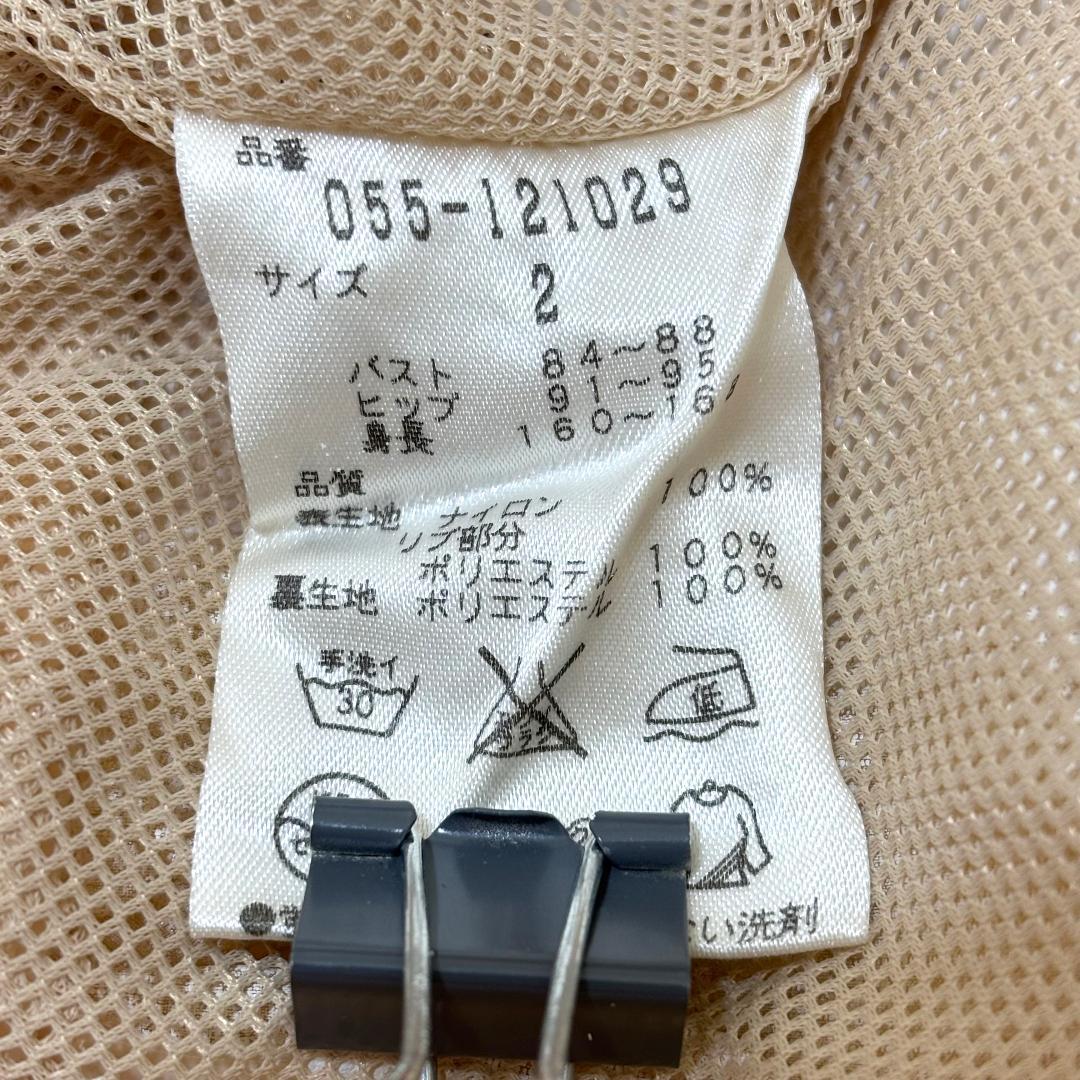 品番
055-121029
サイズ 2
バスト 84〜88
ヒップ 91〜95
身長 160〜16
品質
表生地 ナイロン 100%
リブ部分
ポリエステル 100%
裏生地 ポリエステル 100%
手洗イ
30
低
ない洗剤